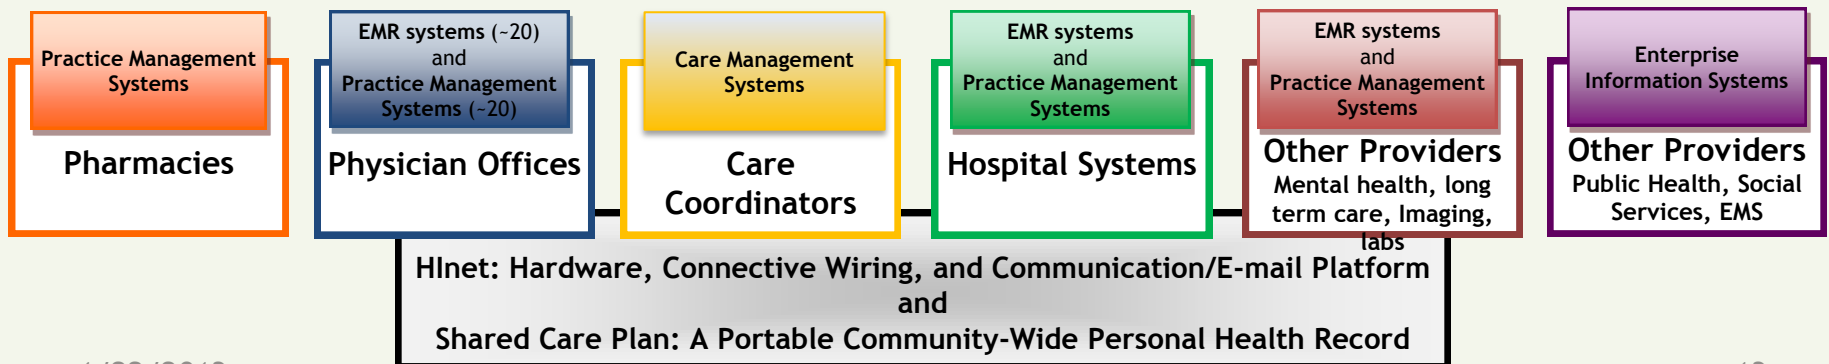 Practice Management
Systems
Pharmacies
EMR systems (~20)
and
Practice Management
Systems (~20)
Physician Offices
Care Management
Systems
Care
Coordinators
EMR systems
and
Practice Management
Systems
Hospital Systems
EMR systems
and
Practice Management
Systems
Other Providers
Mental health, long
term care, Imaging,
labs
Enterprise
Information Systems
Other Providers
Public Health, Social
Services, EMS
HInet: Hardware, Connective Wiring, and Communication/E-mail Platform
and
Shared Care Plan: A Portable Community-Wide Personal Health Record